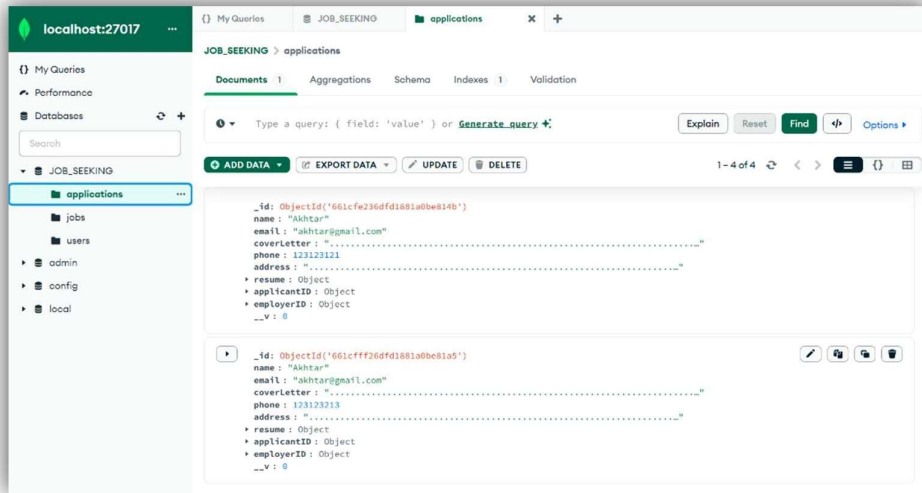 localhost:27017 ...
{} My Queries
JOB_SEEKING
applications
JOB_SEEKING > applications
My Queries
Performance
Databases
Search
JOB_SEEKING
applications ...
jobs
users
admin
config
local
Documents 1 Aggregations Schema Indexes 1 Validation
Type a query: { field: 'value' } or Generate query
Explain Reset Find </> Options
ADD DATA EXPORT DATA UPDATE DELETE 1 – 4 of 4 {}
_id: ObjectId('661cfe236dfd1881a0be814b')
name : "Akhtar"
email : "akhtar@gmail.com"
coverLetter : "......................................................................…"
phone : 123123121
address : "......................................................................…"
resume : Object
applicantID : Object
employerID : Object
__v : 0
_id: ObjectId('661cfff26dfd1881a0be81a5')
name : "Akhtar"
email : "akhtar@gmail.com"
coverLetter : "......................................................................…"
phone : 123123213
address : "......................................................................…"
resume : Object
applicantID : Object
employerID : Object
__v : 0